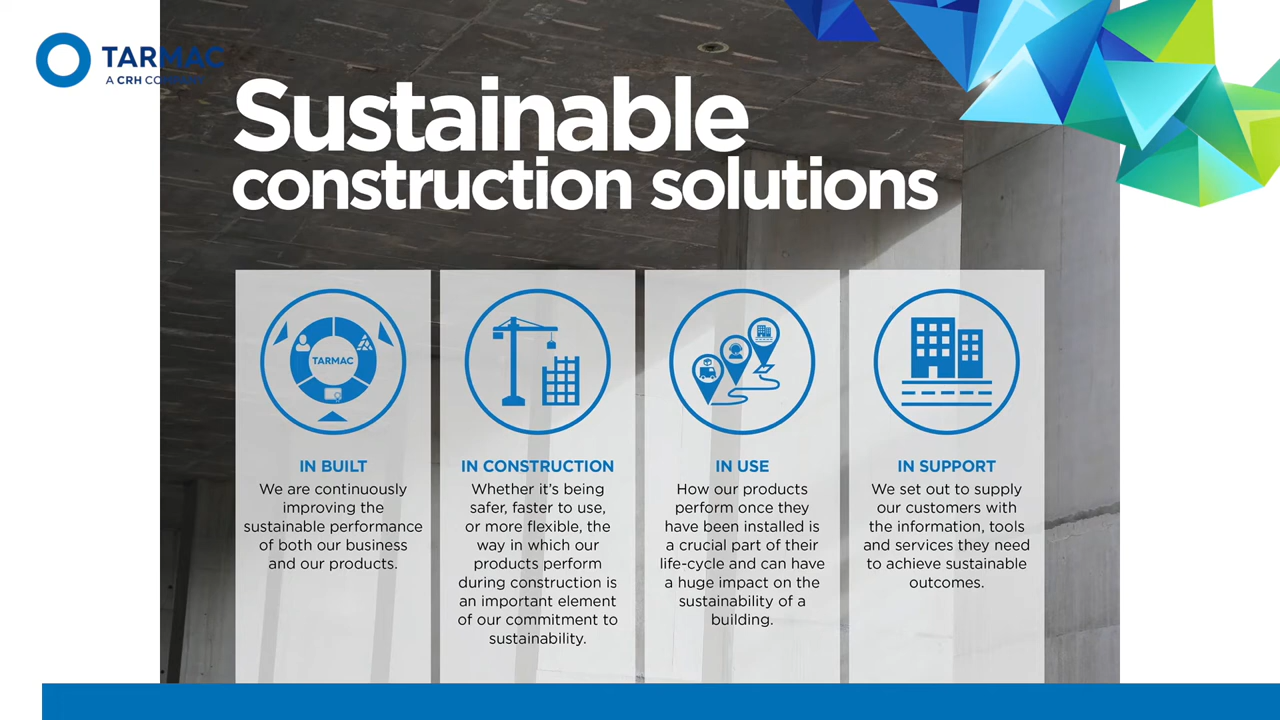 TARMAC
A CRH COMPANY
Sustainable
construction solutions
TARMAC
IN BUILT
We are continuously
improving the
sustainable performance
of both our business
and our products.
IN CONSTRUCTION
Whether it's being
safer, faster to use,
or more flexible, the
way in which our
products perform
during construction is
an important element
of our commitment to
sustainability.
IN USE
How our products
perform once they
have been installed is
a crucial part of their
life-cycle and can have
a huge impact on the
sustainability of a
building.
IN SUPPORT
We set out to supply
our customers with
the information, tools
and services they need
to achieve sustainable
outcomes.